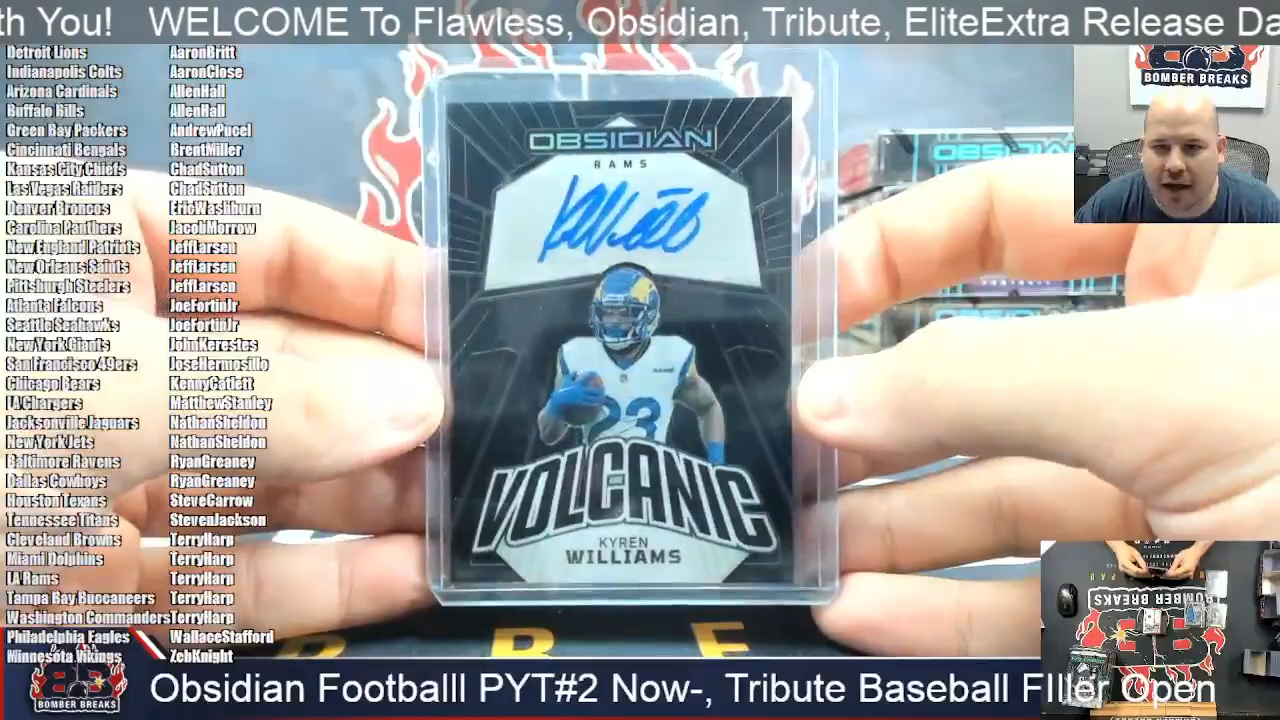 th You! WELCOME To Flawless, Obsidian, Tribute, EliteExtra Release Da
Detroit Lions AaronBritt
Indianapolis Colts AaronClose
Arizona Cardinals AllenHall
Buffalo Bills AllenHall
Green Bay Packers AndrewPucel
Cincinnati Bengals BrentMiller
Kansas City Chiefs ChadSutton
Las Vegas Raiders ChadSutton
Denver Broncos EricWashburn
Carolina Panthers JacobMorrow
New England Patriots JeffLarsen
New Orleans Saints JeffLarsen
Pittsburgh Steelers JeffLarsen
Atlanta Falcons JoeFortinJr
Seattle Seahawks JoeFortinJr
New York Giants JohnKerestes
San Francisco 49ers JoseHermosillo
Chicago Bears KennyCatlett
LA Chargers MatthewStanley
Jacksonville Jaguars NathanSheldon
New York Jets NathanSheldon
Baltimore Ravens RyanGreaney
Dallas Cowboys RyanGreaney
Houston Texans SteveCarrow
Tennessee Titans StevenJackson
Cleveland Browns TerryHarp
Miami Dolphins TerryHarp
LA Rams TerryHarp
Tampa Bay Buccaneers TerryHarp
Washington Commanders TerryHarp
Philadelphia Eagles WallaceStafford
Minnesota Vikings ZebKnight
OBSIDIAN
RAMS
23
VOLCANIC
KYREN
WILLIAMS
OBSIDIAN
BOMBER BREAKS
BOMBER BREAKS
B R E
BOMBER BREAKS
Obsidian Footballl PYT#2 Now-, Tribute Baseball FIller Open